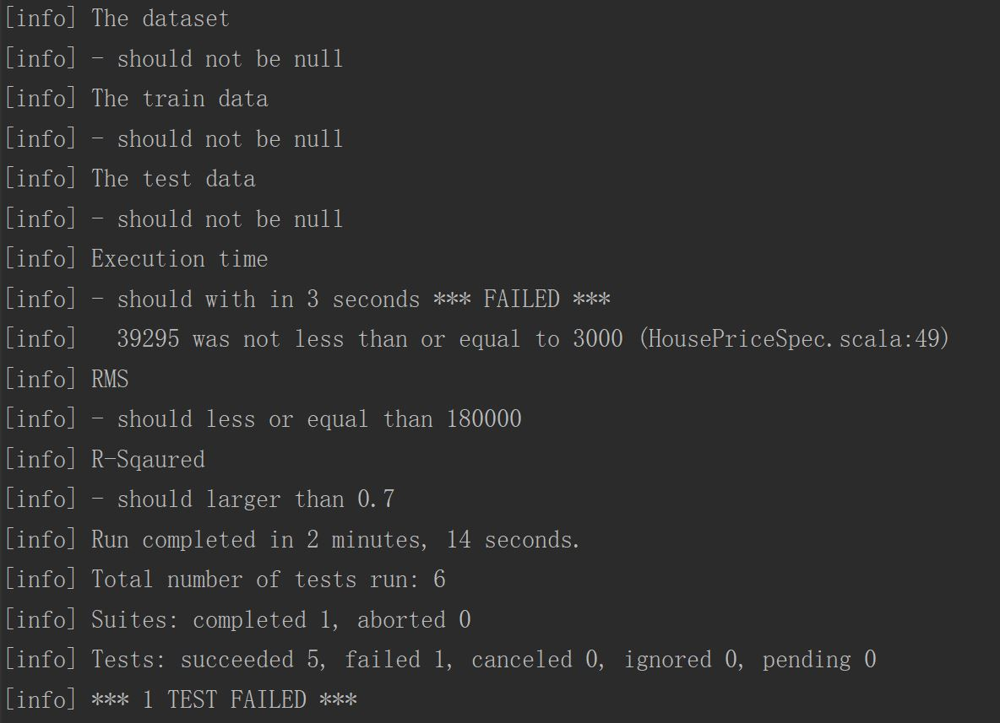 [info] The dataset
[info] - should not be null
[info] The train data
[info] - should not be null
[info] The test data
[info] - should not be null
[info] Execution time
[info] - should with in 3 seconds *** FAILED ***
[info]   39295 was not less than or equal to 3000 (HousePriceSpec.scala:49)
[info] RMS
[info] - should less or equal than 180000
[info] R-Sqaured
[info] - should larger than 0.7
[info] Run completed in 2 minutes, 14 seconds.
[info] Total number of tests run: 6
[info] Suites: completed 1, aborted 0
[info] Tests: succeeded 5, failed 1, canceled 0, ignored 0, pending 0
[info] *** 1 TEST FAILED ***